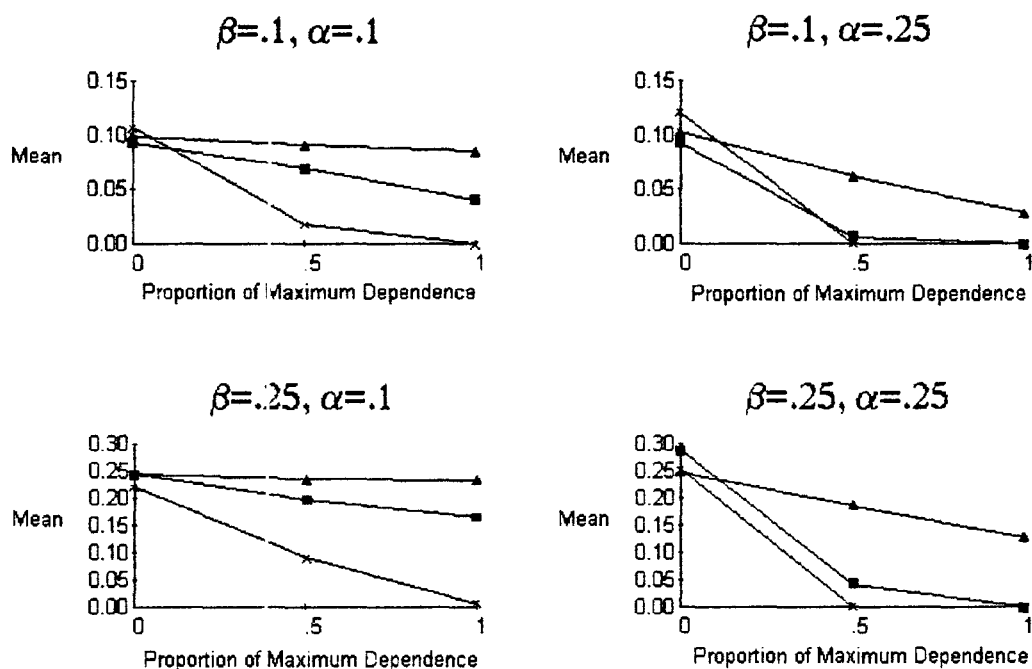 β=.1, α=.1
0.15
0.10
Mean
0.05
0.00
0 .5 1
Proportion of Maximum Dependence
β=.1, α=.25
0.15
0.10
Mean
0.05
0.00
0 .5 1
Proportion of Maximum Dependence
β=.25, α=.1
0.30
0.25
0.20
Mean
0.15
0.10
0.05
0.00
0 .5 1
Proportion of Maximum Dependence
β=.25, α=.25
0.30
0.25
0.20
Mean
0.15
0.10
0.05
0.00
0 .5 1
Proportion of Maximum Dependence